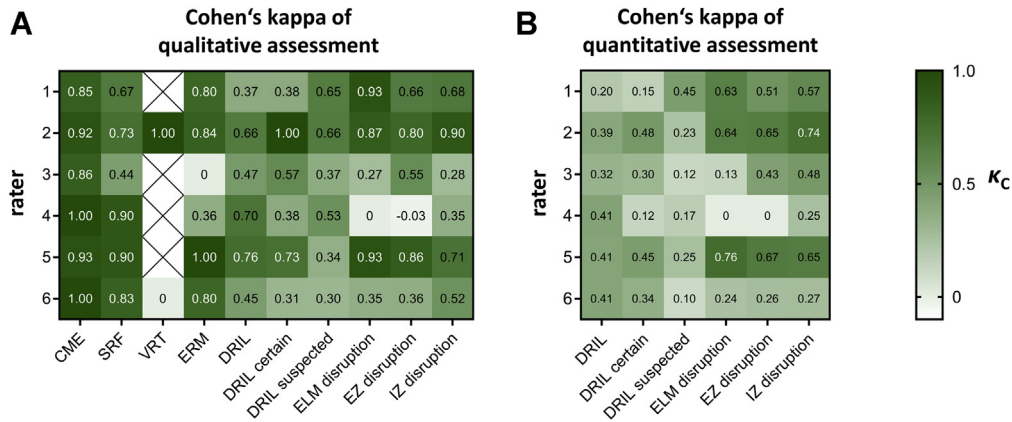 A
Cohen‘s kappa of
qualitative assessment
rater
1 0.85 0.67 0.80 0.37 0.38 0.65 0.93 0.66 0.68
2 0.92 0.73 1.00 0.84 0.66 1.00 0.66 0.87 0.80 0.90
3 0.86 0.44 0 0.47 0.57 0.37 0.27 0.55 0.28
4 1.00 0.90 0.36 0.70 0.38 0.53 0 -0.03 0.35
5 0.93 0.90 1.00 0.76 0.73 0.34 0.93 0.86 0.71
6 1.00 0.83 0 0.80 0.45 0.31 0.30 0.35 0.36 0.52
CME
SRF
VRT
ERM
DRIL
DRIL certain
DRIL suspected
ELM disruption
EZ disruption
IZ disruption
B
Cohen‘s kappa of
quantitative assessment
rater
1 0.20 0.15 0.45 0.63 0.51 0.57
2 0.39 0.48 0.23 0.64 0.65 0.74
3 0.32 0.30 0.12 0.13 0.43 0.48
4 0.41 0.12 0.17 0 0 0.25
5 0.41 0.45 0.25 0.76 0.67 0.65
6 0.41 0.34 0.10 0.24 0.26 0.27
DRIL
DRIL certain
DRIL suspected
ELM disruption
EZ disruption
IZ disruption
1.0
0.5
0
κC